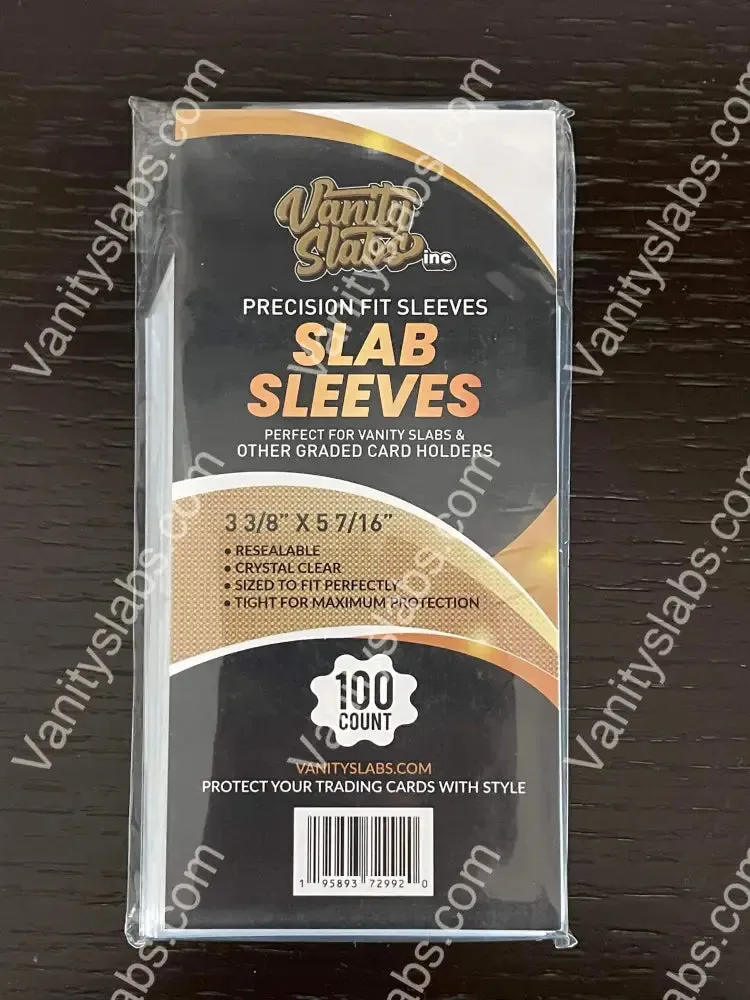 Vanity
Slabs inc
PRECISION FIT SLEEVES
SLAB
SLEEVES
PERFECT FOR VANITY SLABS &
OTHER GRADED CARD HOLDERS
3 3/8" X 5 7/16"
• RESEALABLE
• CRYSTAL CLEAR
• SIZED TO FIT PERFECTLY
• TIGHT FOR MAXIMUM PROTECTION
100
COUNT
VANITYSLABS.COM
PROTECT YOUR TRADING CARDS WITH STYLE
1 95893 72992 0
Vanityslabs.com
Vanityslabs.com
Vanityslabs.com
Vanityslabs.com
Vanityslabs.com
Vanityslabs.com
Vanityslabs.com
Vanityslabs.com
Vanityslabs.com